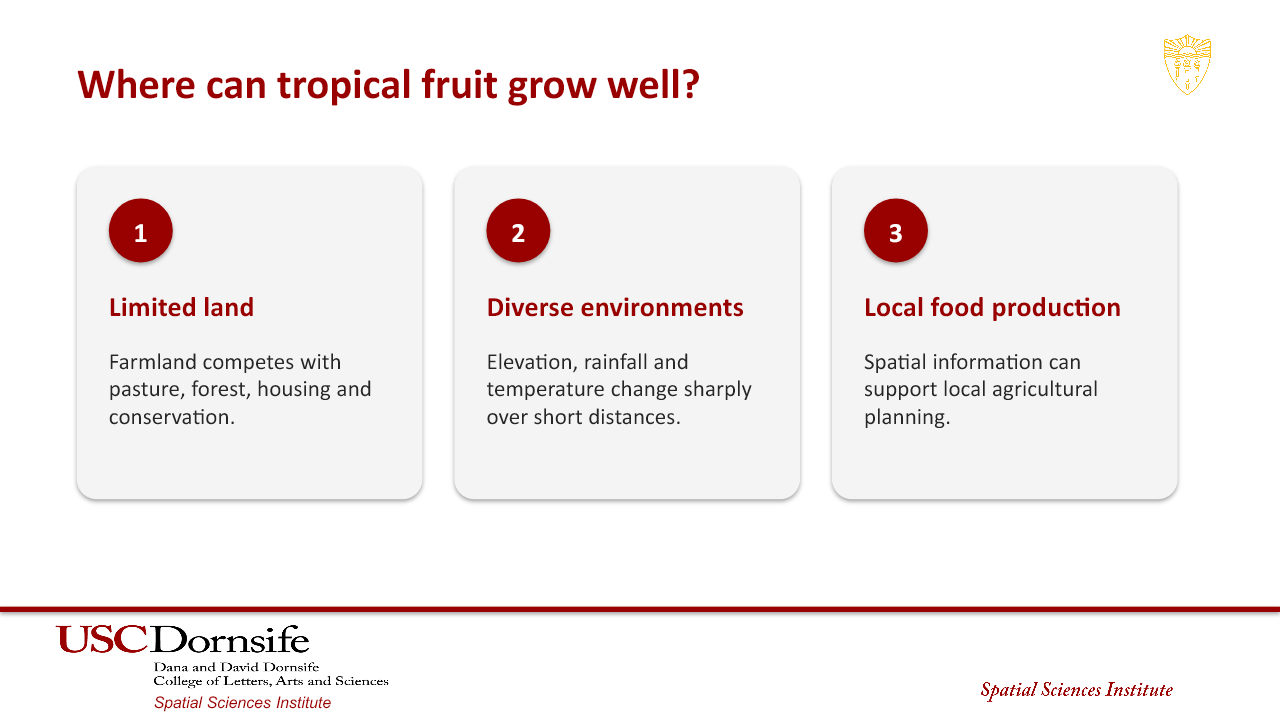 Where can tropical fruit grow well?
1
Limited land
Farmland competes with
pasture, forest, housing and
conservation.
2
Diverse environments
Elevation, rainfall and
temperature change sharply
over short distances.
3
Local food production
Spatial information can
support local agricultural
planning.
USCDornsife
Dana and David Dornsife
College of Letters, Arts and Sciences
Spatial Sciences Institute
Spatial Sciences Institute